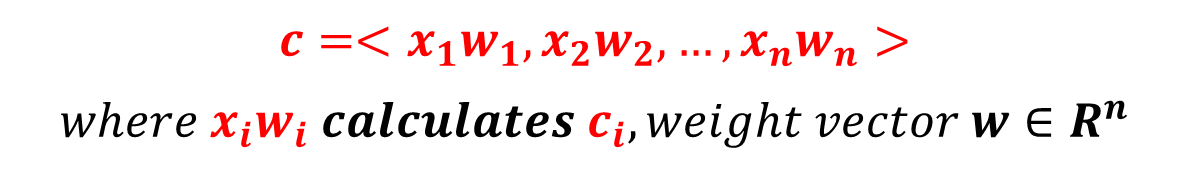 c =< x₁w₁, x₂w₂, … , xₙwₙ >
where xᵢwᵢ calculates cᵢ, weight vector w ∈ Rⁿ